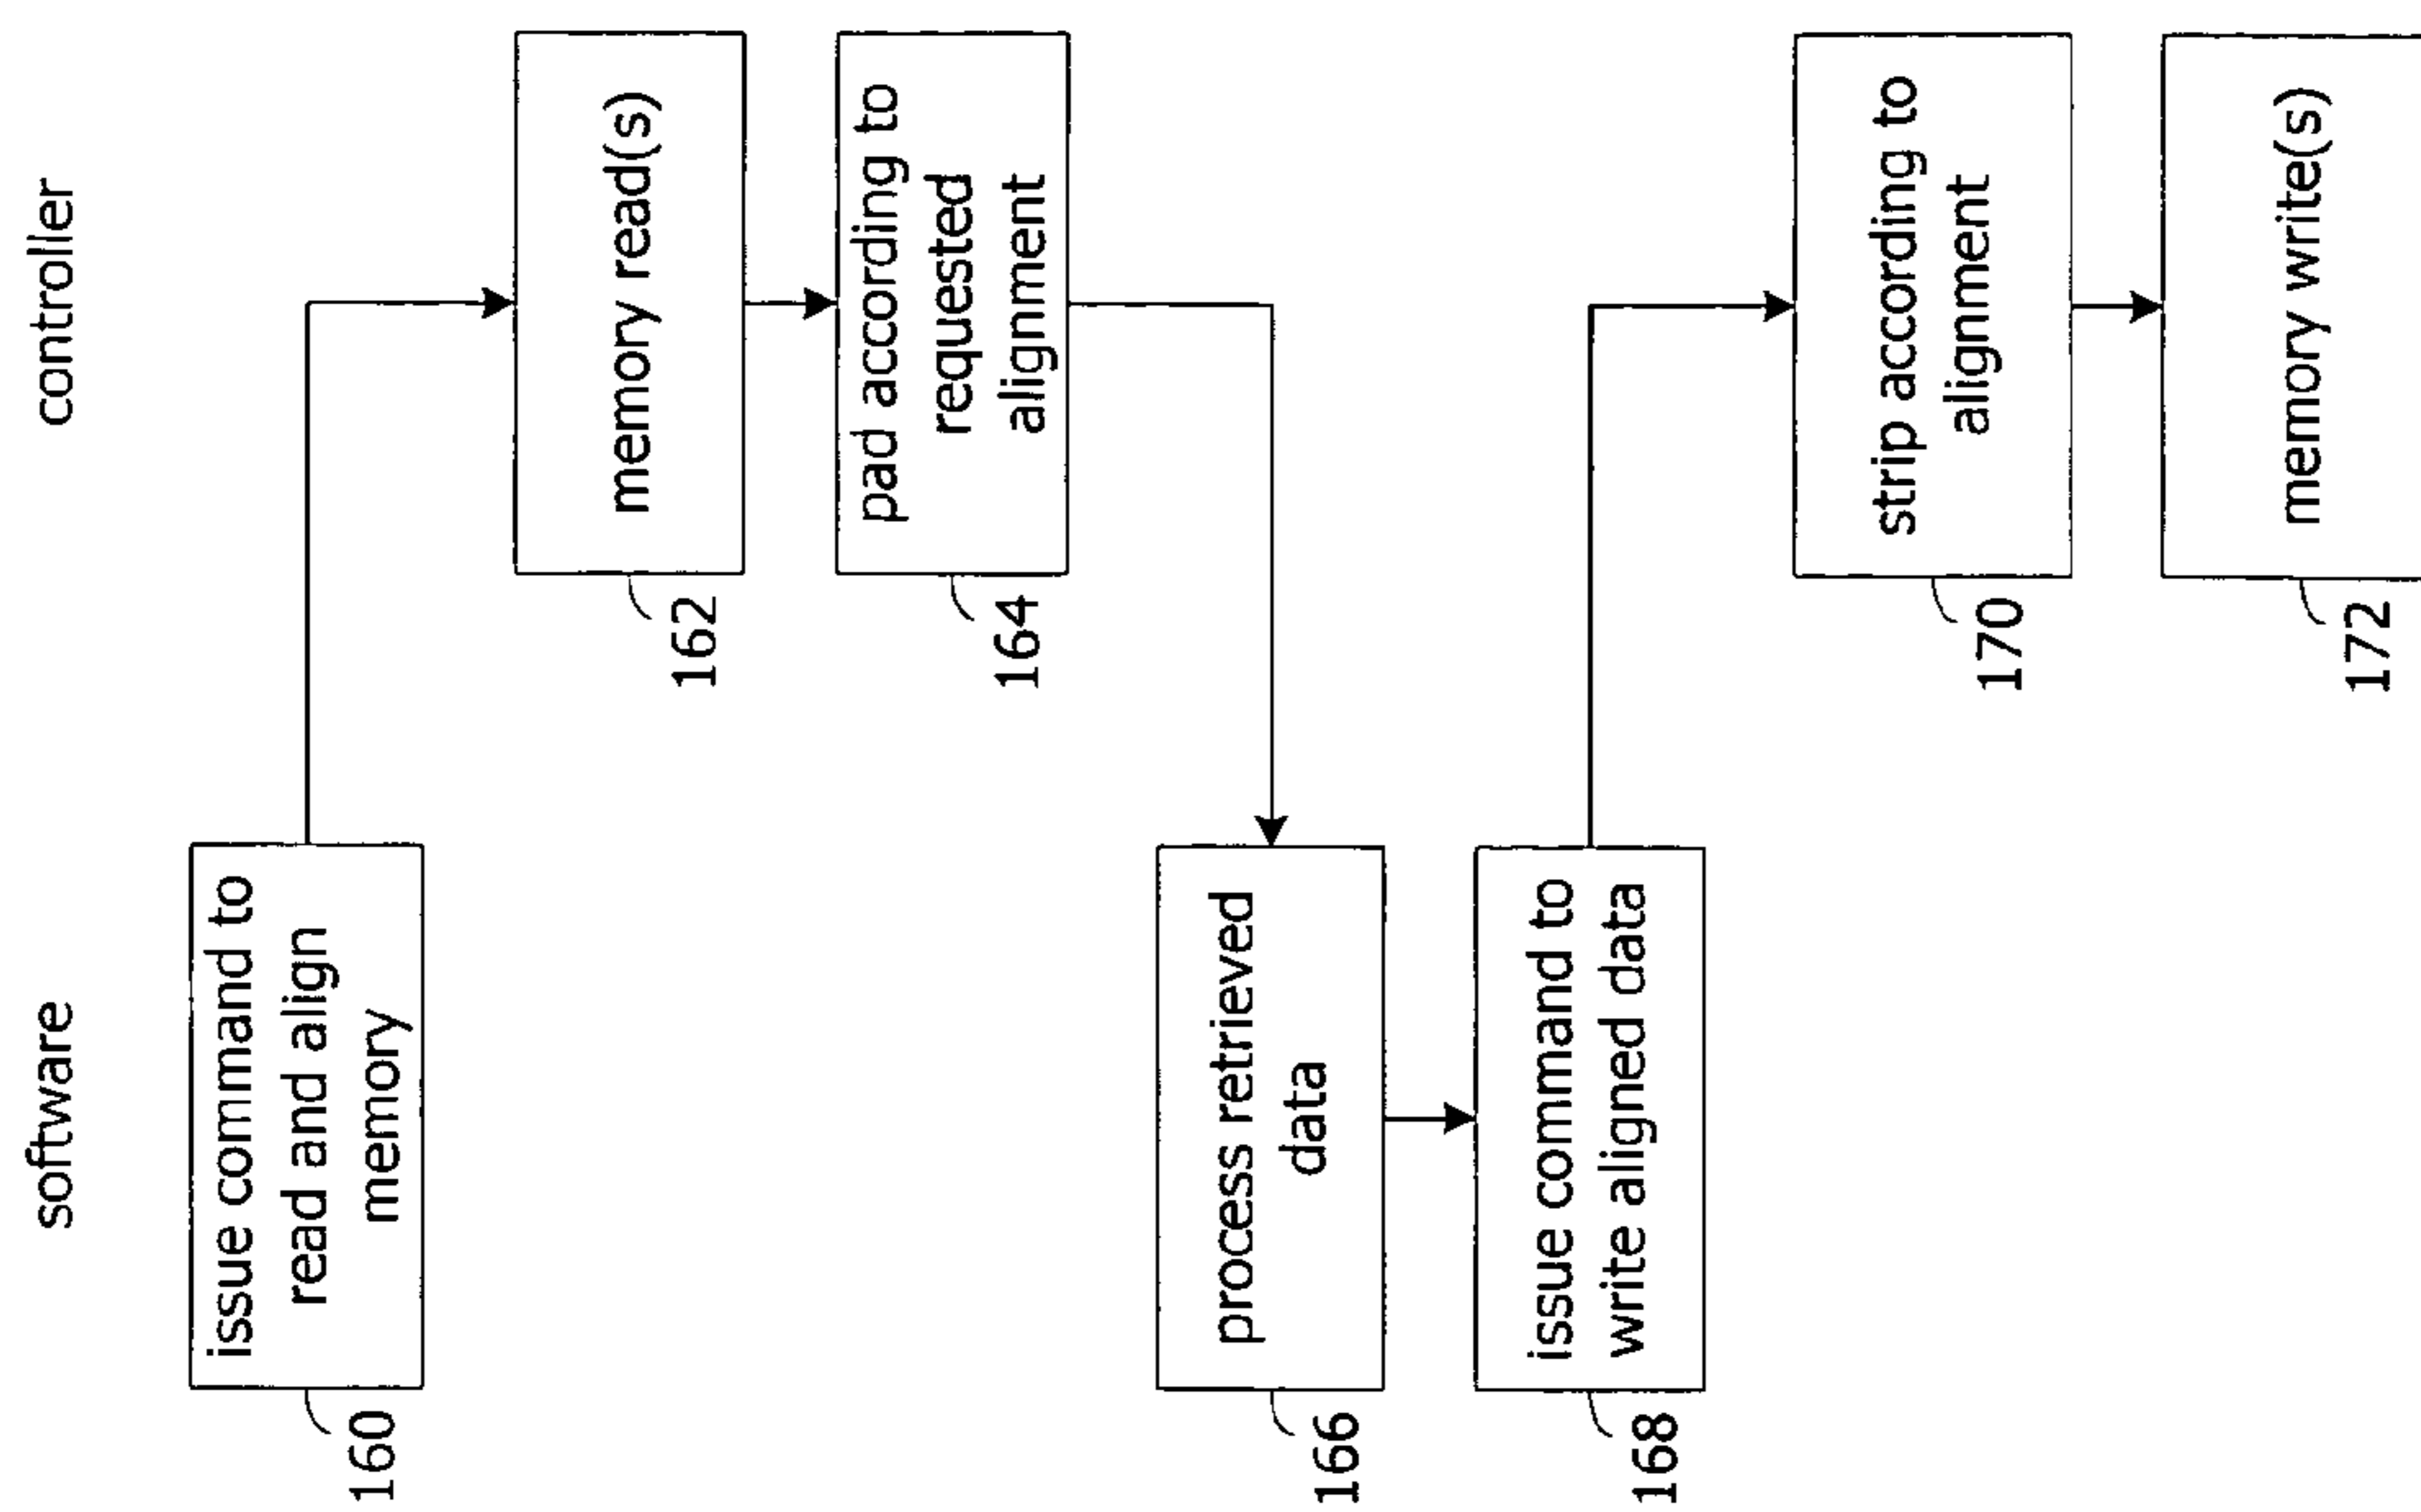 software
controller
issue command to
read and align
memory
160
memory read(s)
162
pad according to
requested
alignment
164
process retrieved
data
166
issue command to
write aligned data
168
strip according to
alignment
170
memory write(s)
172